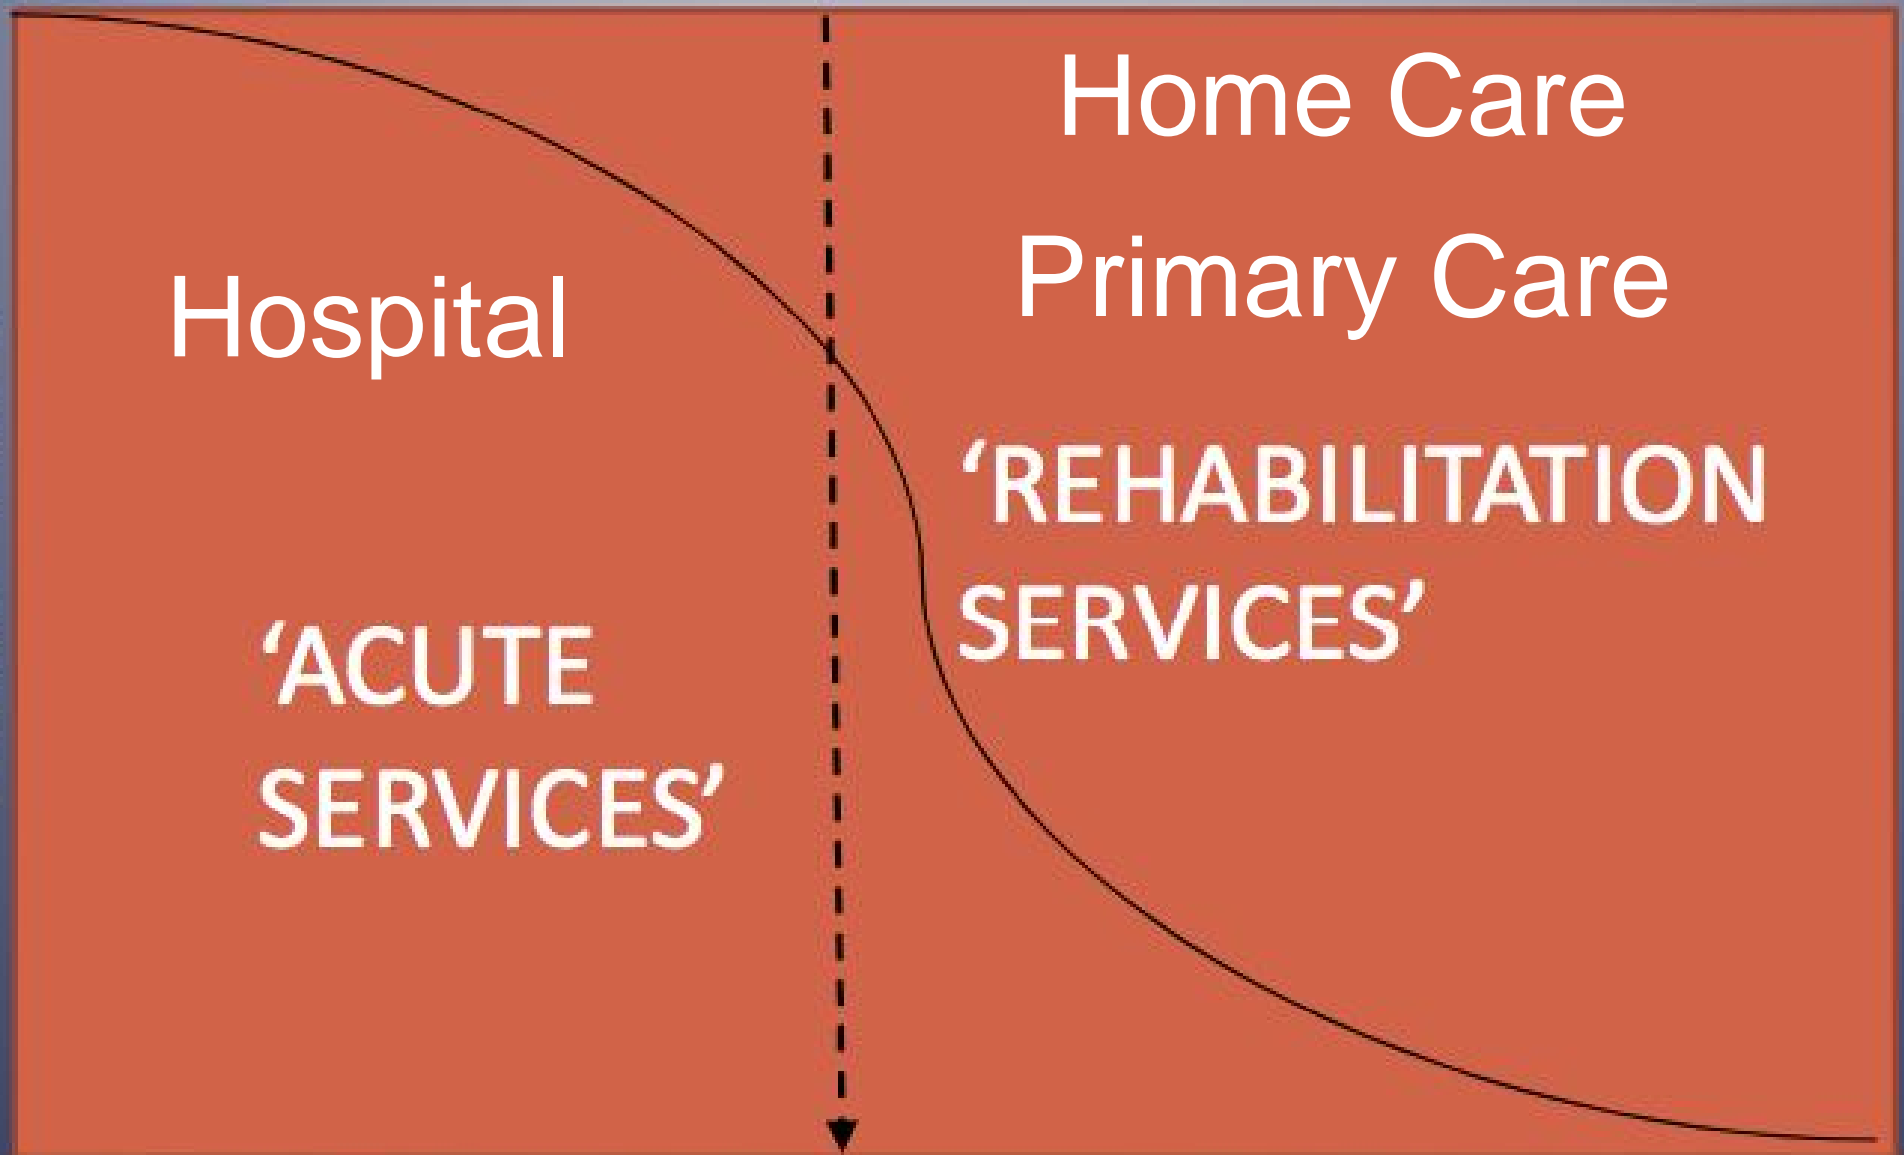 Hospital
‘ACUTE
SERVICES’
Home Care
Primary Care
‘REHABILITATION
SERVICES’